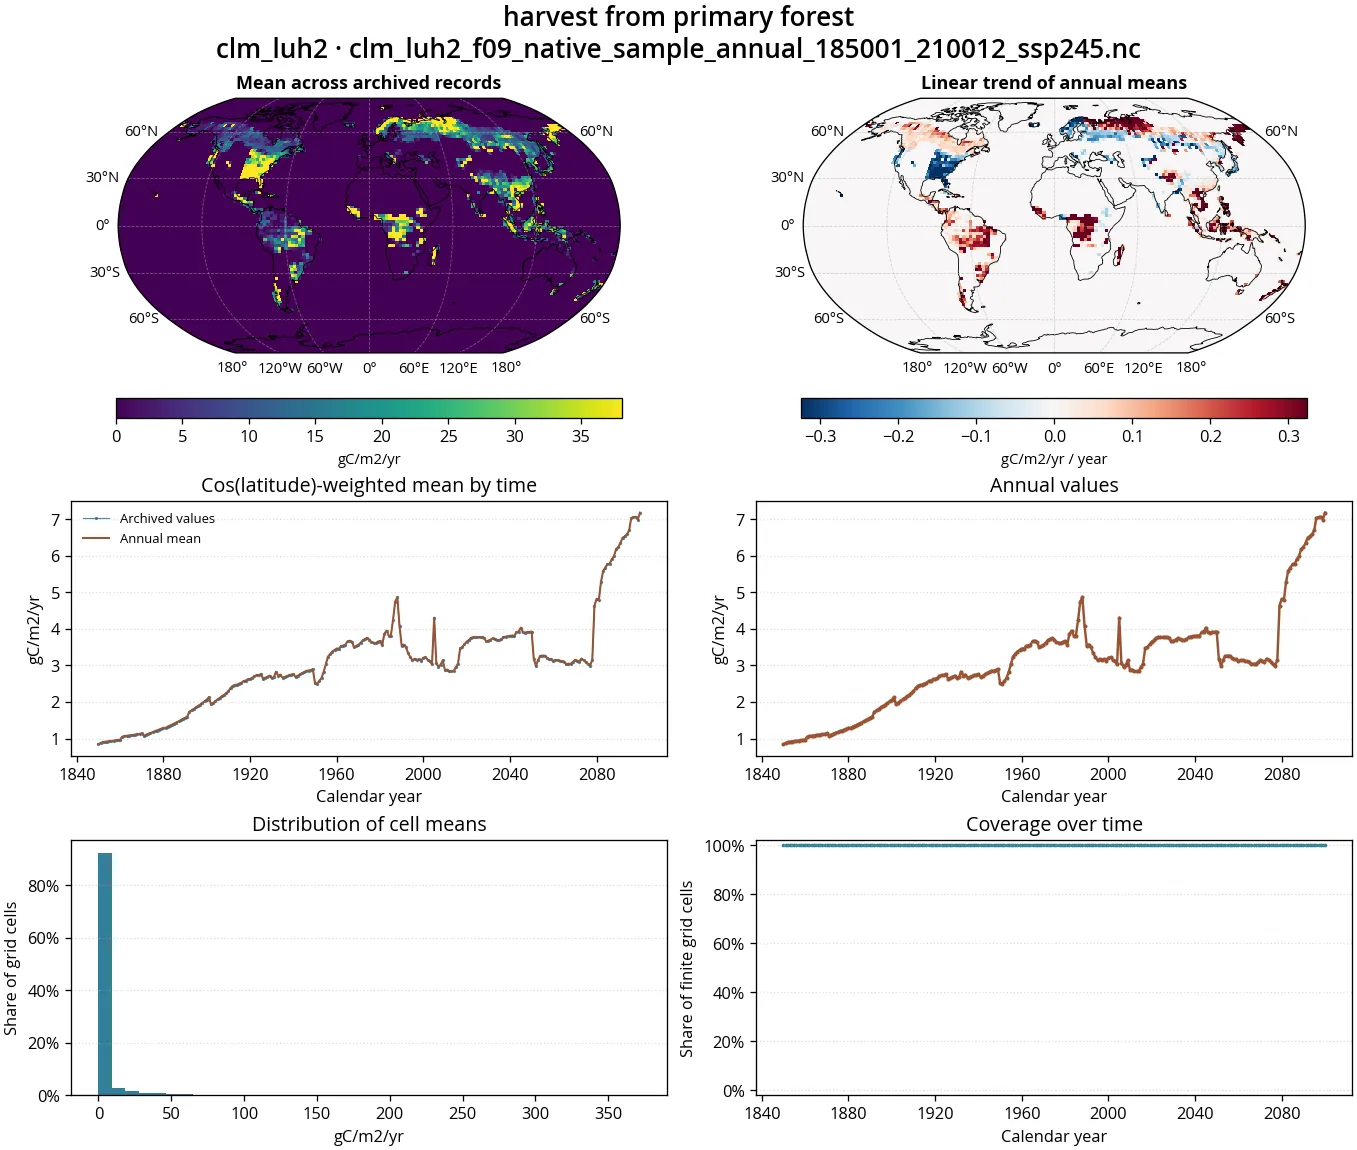 harvest from primary forest
clm_luh2 · clm_luh2_f09_native_sample_annual_185001_210012_ssp245.nc
Mean across archived records
60°N 60°N
30°N
0°
30°S
60°S 60°S
180° 120°W 60°W 0° 60°E 120°E 180°
0 5 10 15 20 25 30 35
gC/m2/yr
Linear trend of annual means
60°N 60°N
30°N
0°
30°S
60°S 60°S
180° 120°W 60°W 0° 60°E 120°E 180°
−0.3 −0.2 −0.1 0.0 0.1 0.2 0.3
gC/m2/yr / year
Cos(latitude)-weighted mean by time
gC/m2/yr
7
6
5
4
3
2
1
Archived values
Annual mean
1840 1880 1920 1960 2000 2040 2080
Calendar year
Annual values
gC/m2/yr
7
6
5
4
3
2
1
1840 1880 1920 1960 2000 2040 2080
Calendar year
Distribution of cell means
Share of grid cells
80%
60%
40%
20%
0%
0 50 100 150 200 250 300 350
gC/m2/yr
Coverage over time
Share of finite grid cells
100%
80%
60%
40%
20%
0%
1840 1880 1920 1960 2000 2040 2080
Calendar year